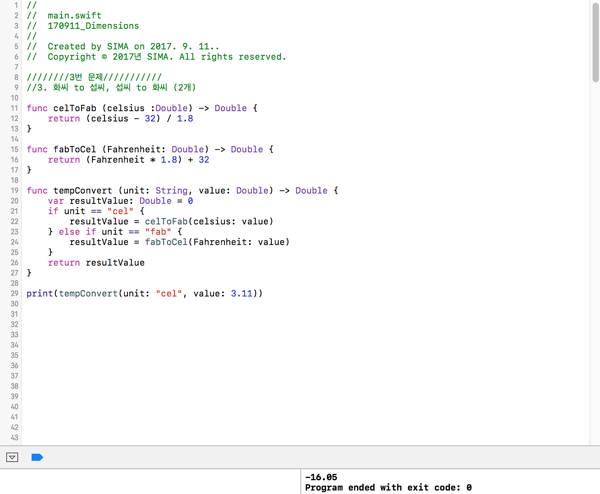 1 //
2 //  main.swift
3 //  170911_Dimensions
4 //
5 //  Created by SIMA on 2017. 9. 11..
6 //  Copyright © 2017년 SIMA. All rights reserved.
7
8 ////////3번 문제///////////
9 //3. 화씨 to 섭씨, 섭씨 to 화씨 (2개)
10
11 func celToFab (celsius :Double) -> Double {
12     return (celsius - 32) / 1.8
13 }
14
15 func fabToCel (Fahrenheit: Double) -> Double {
16     return (Fahrenheit * 1.8) + 32
17 }
18
19 func tempConvert (unit: String, value: Double) -> Double {
20     var resultValue: Double = 0
21     if unit == "cel" {
22         resultValue = celToFab(celsius: value)
23     } else if unit == "fab" {
24         resultValue = fabToCel(Fahrenheit: value)
25     }
26     return resultValue
27 }
28
29 print(tempConvert(unit: "cel", value: 3.11))
30
31
32
33
34
35
36
37
38
39
40
41
42
43
-16.05
Program ended with exit code: 0